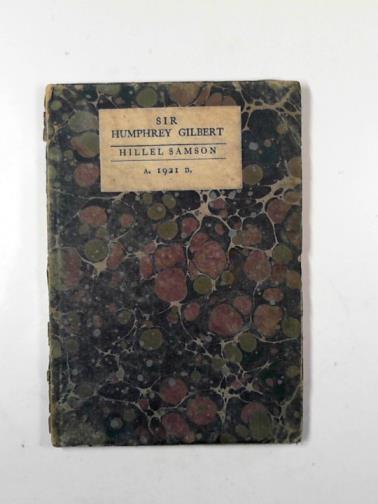 SIR
HUMPHREY GILBERT
HILLEL SAMSON
A. 1921 D.